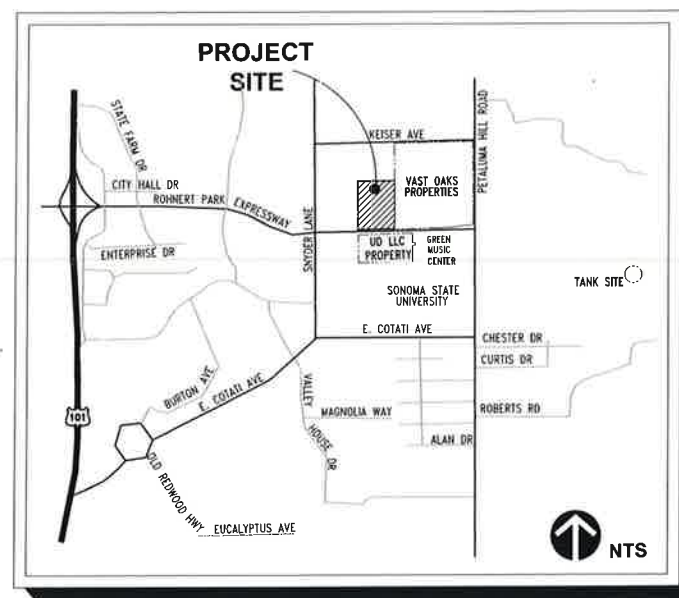 PROJECT
SITE
STATE FARM DR
KEISER AVE
PETALUMA HILL ROAD
CITY HALL DR
ROHNERT PARK EXPRESSWAY
VAST OAKS
PROPERTIES
SNYDER LANE
ENTERPRISE DR
UD LLC
PROPERTY
GREEN
MUSIC
CENTER
SONOMA STATE
UNIVERSITY
TANK SITE
E. COTATI AVE
CHESTER DR
CURTIS DR
BURTON AVE
E. COTATI AVE
VALLEY
HOUSE DR
MAGNOLIA WAY
ROBERTS RD
101
ALAN DR
OLD REDWOOD HWY
EUCALYPTUS AVE
NTS